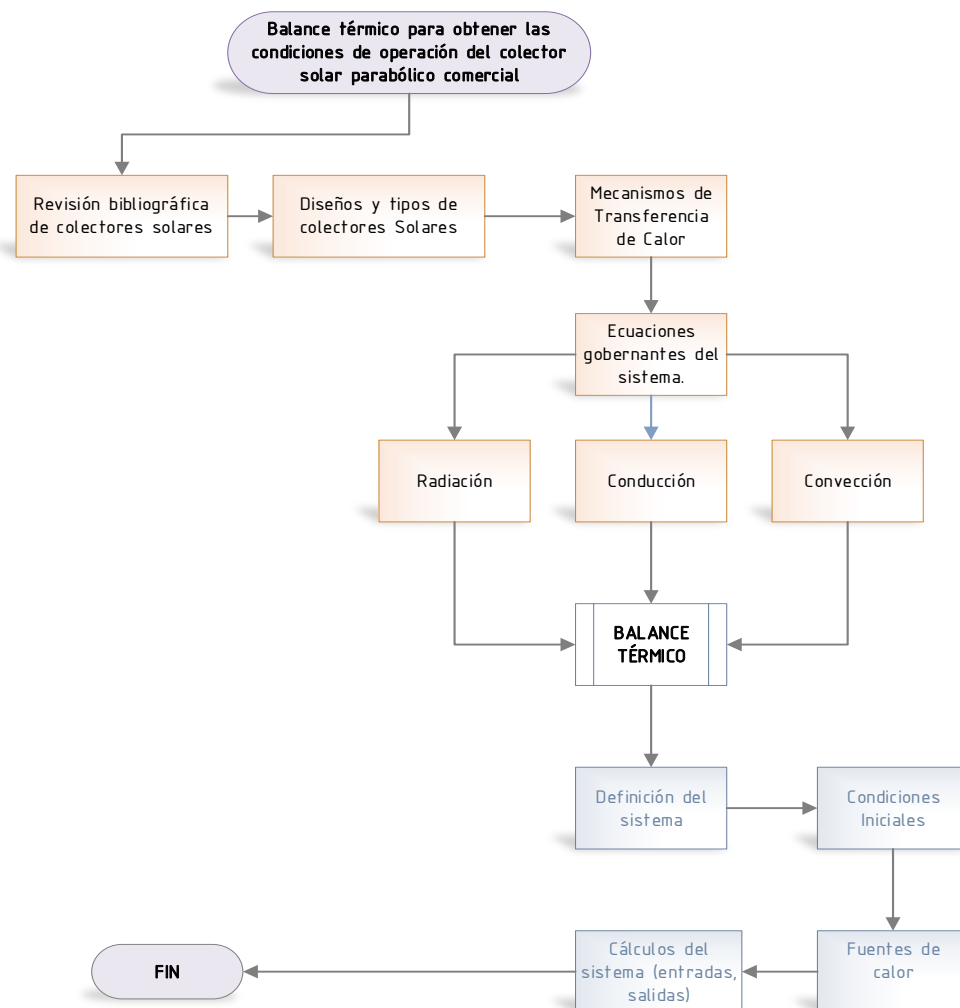 Balance térmico para obtener las
condiciones de operación del colector
solar parabólico comercial
Revisión bibliográfica
de colectores solares
Diseños y tipos de
colectores Solares
Mecanismos de
Transferencia
de Calor
Ecuaciones
gobernantes del
sistema.
Radiación
Conducción
Convección
BALANCE
TÉRMICO
Definición del
sistema
Condiciones
Iniciales
Fuentes de
calor
Cálculos del
sistema (entradas,
salidas)
FIN